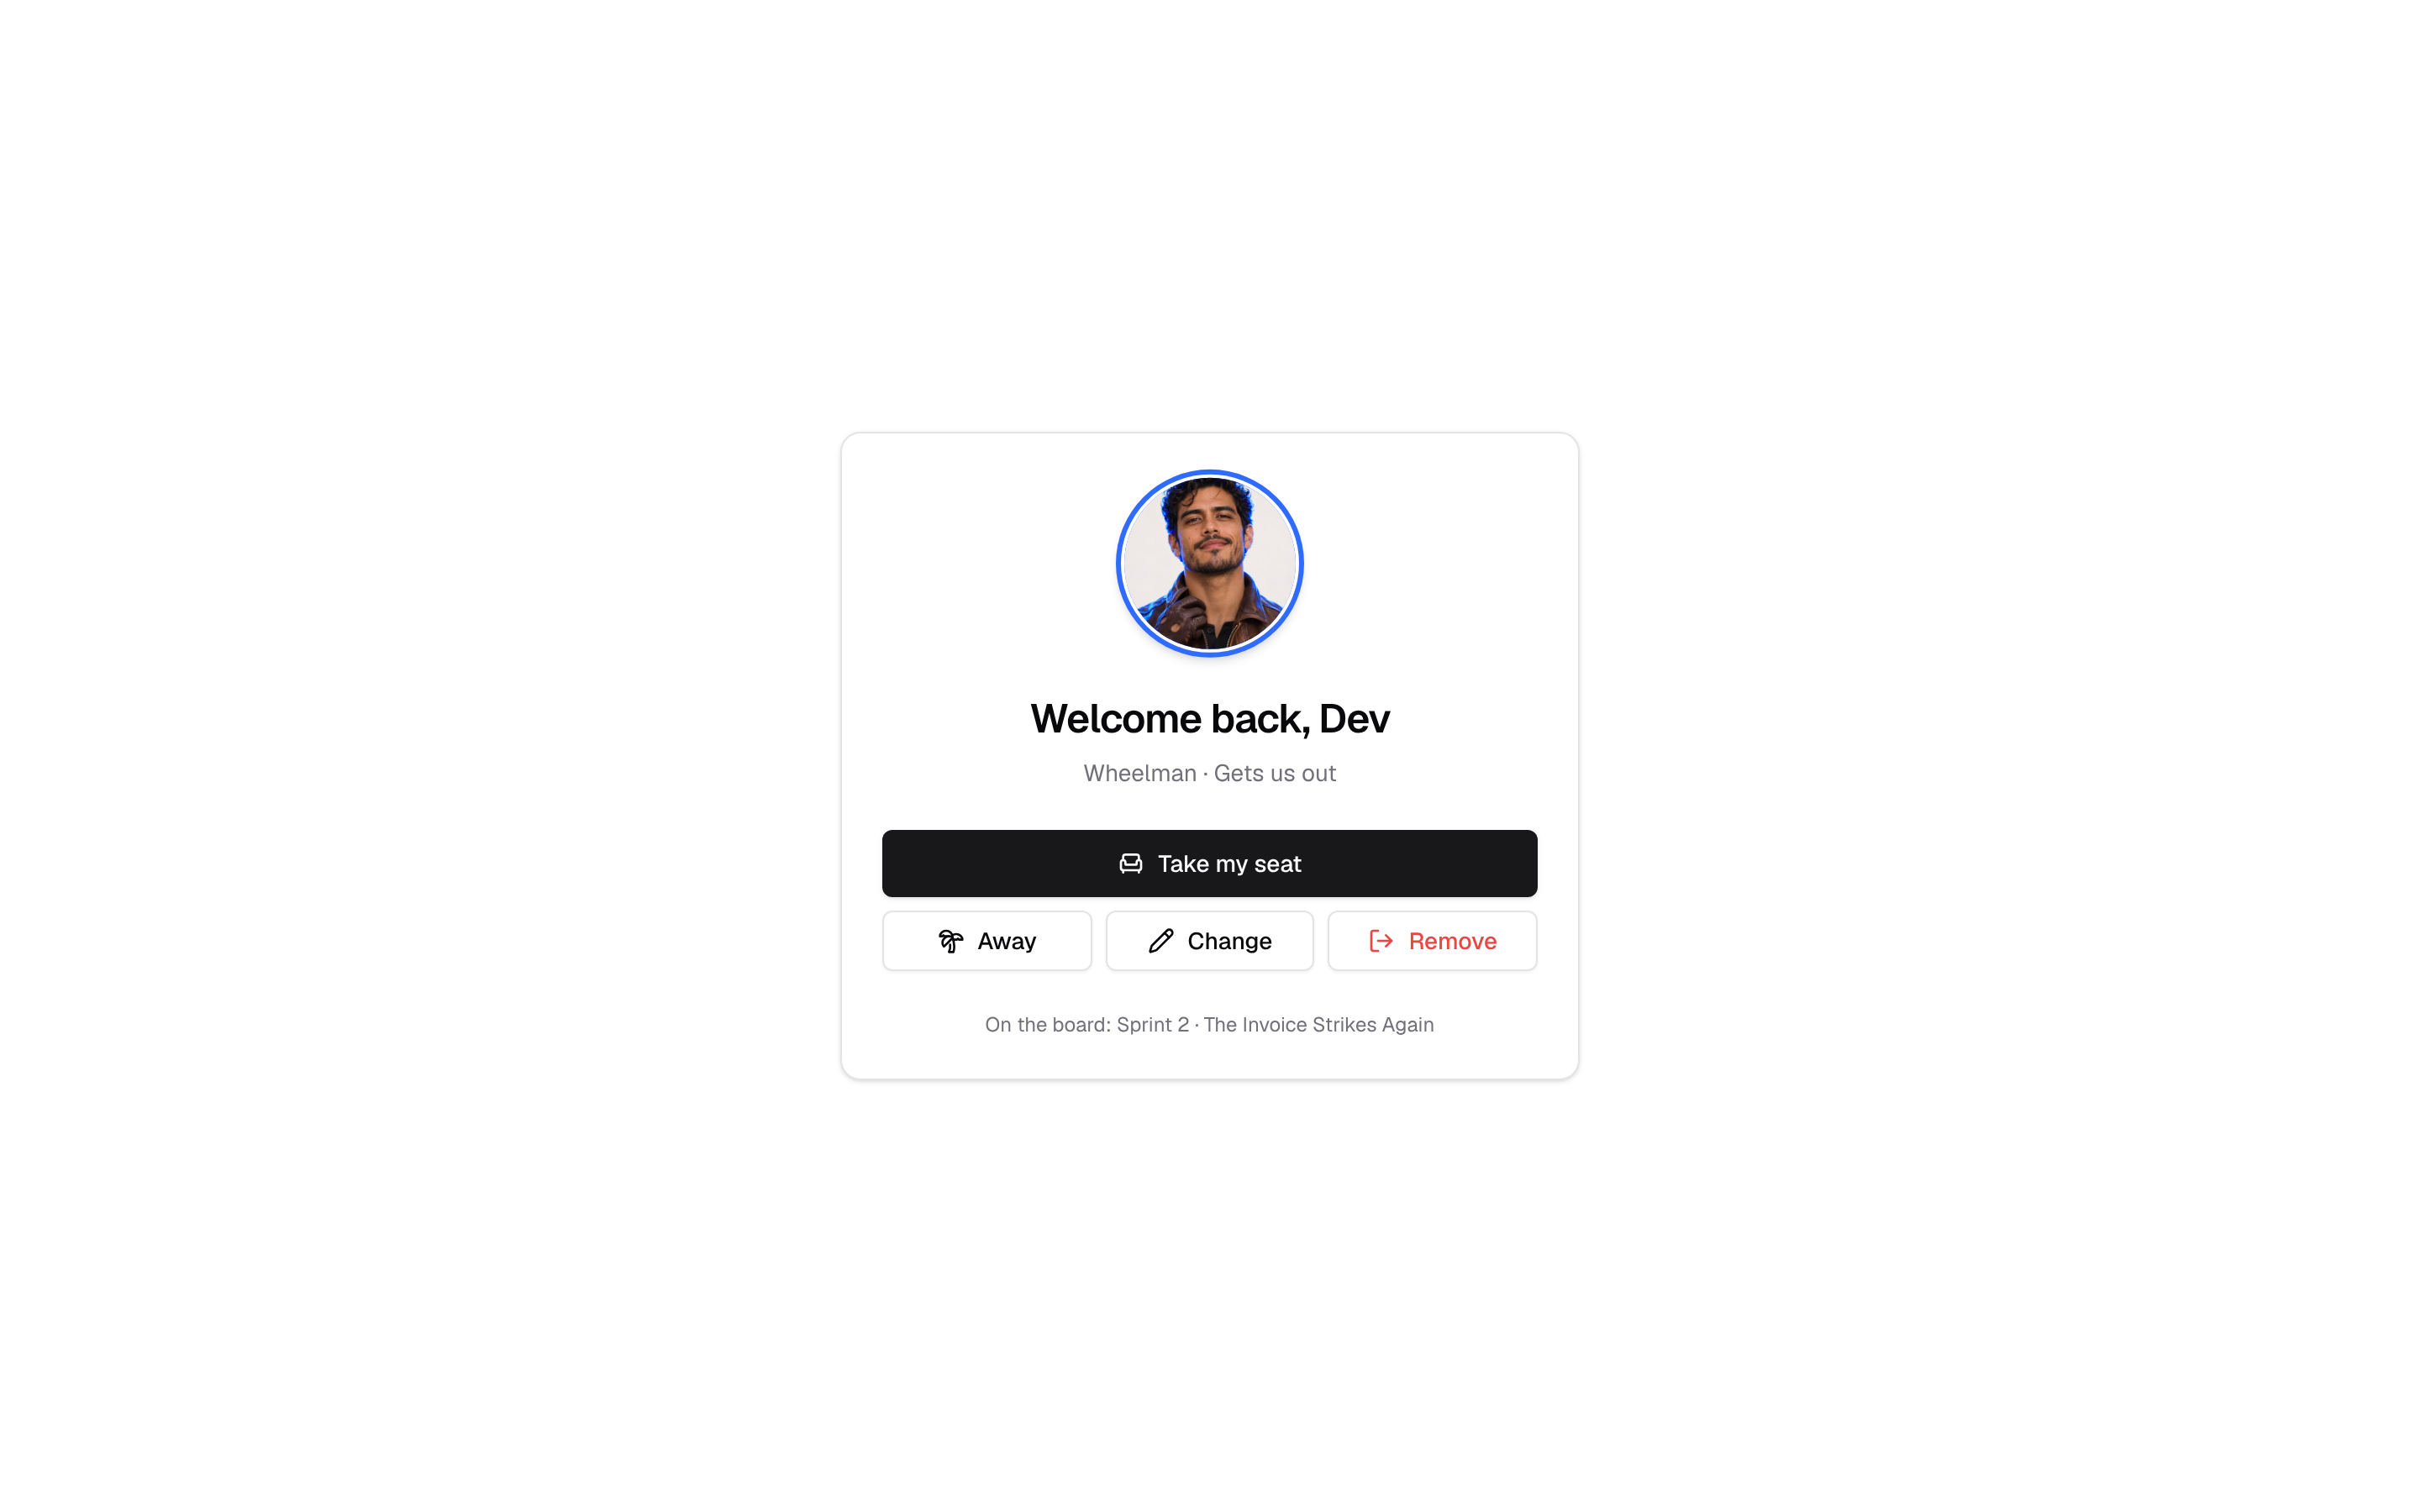 Welcome back, Dev
Wheelman · Gets us out
Take my seat
Away
Change
Remove
On the board: Sprint 2 · The Invoice Strikes Again